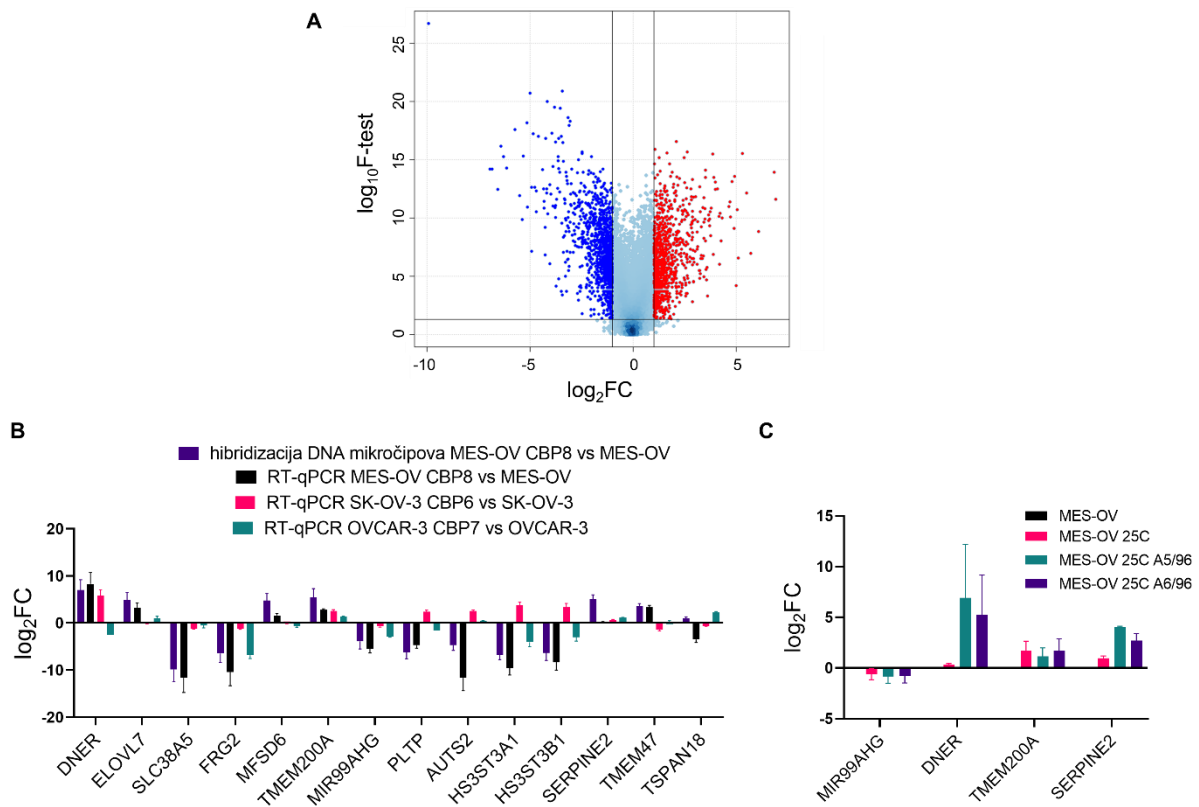 A
log10F-test
25
20
15
10
5
0
-10
-5
0
5
log2FC
B
hibridizacija DNA mikročipova MES-OV CBP8 vs MES-OV
RT-qPCR MES-OV CBP8 vs MES-OV
RT-qPCR SK-OV-3 CBP6 vs SK-OV-3
RT-qPCR OVCAR-3 CBP7 vs OVCAR-3
log2FC
20
10
0
-10
-20
DNER
ELOVL7
SLC38A5
FRG2
MFSD6
TMEM200A
MIR99AHG
PLTP
AUTS2
HS3ST3A1
HS3ST3B1
SERPINE2
TMEM47
TSPAN18
C
MES-OV
MES-OV 25C
MES-OV 25C A5/96
MES-OV 25C A6/96
log2FC
15
10
5
0
-5
MIR99AHG
DNER
TMEM200A
SERPINE2